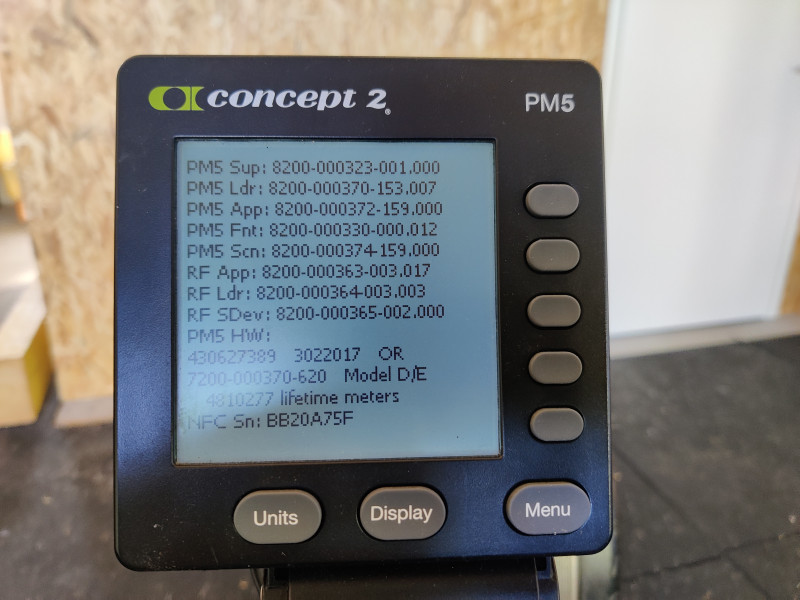 concept 2
PM5
PM5 Sup: 8200-000323-001.000
PM5 Ldr: 8200-000370-153.007
PM5 App: 8200-000372-159.000
PM5 Fnt: 8200-000330-000.012
PM5 Scn: 8200-000374-159.000
RF App: 8200-000363-003.017
RF Ldr: 8200-000364-003.003
RF SDev: 8200-000365-002.000
PM5 HW:
430627389 3022017 OR
7200-000370-620 Model D/E
4810277 lifetime meters
NFC Sn: BB20A75F
Units
Display
Menu